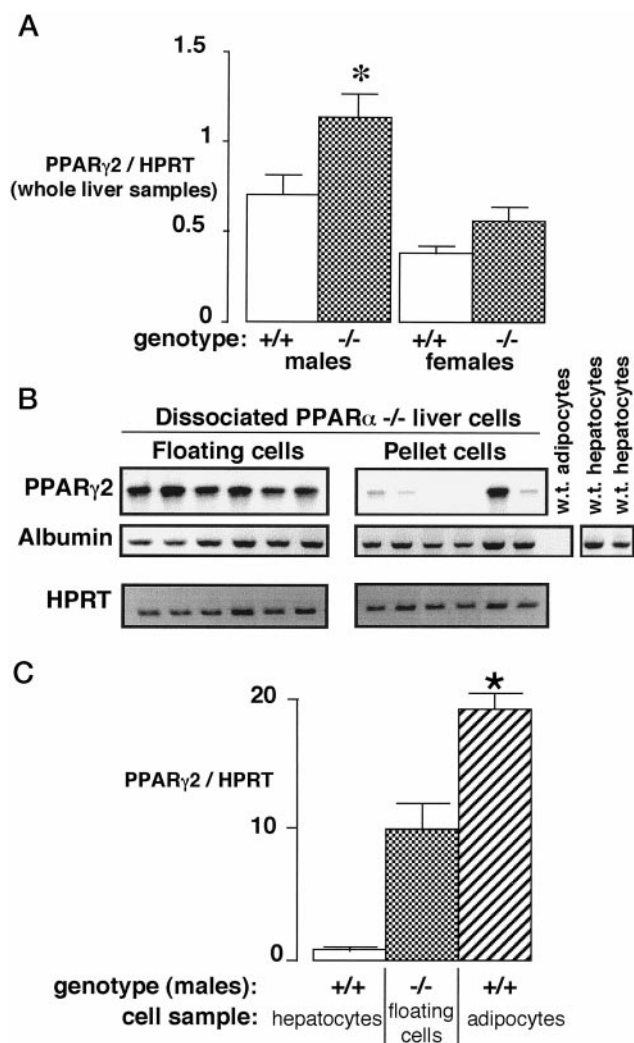 A
1.5
1
0.5
0
PPARγ2 / HPRT
(whole liver samples)
*
genotype: +/+ -/- +/+ -/-
males females
B
Dissociated PPARα -/- liver cells
Floating cells Pellet cells
w.t. adipocytes
w.t. hepatocytes
w.t. hepatocytes
PPARγ2
Albumin
HPRT
C
20
10
0
PPARγ2 / HPRT
*
genotype (males): +/+ -/- +/+
cell sample: hepatocytes floating cells adipocytes